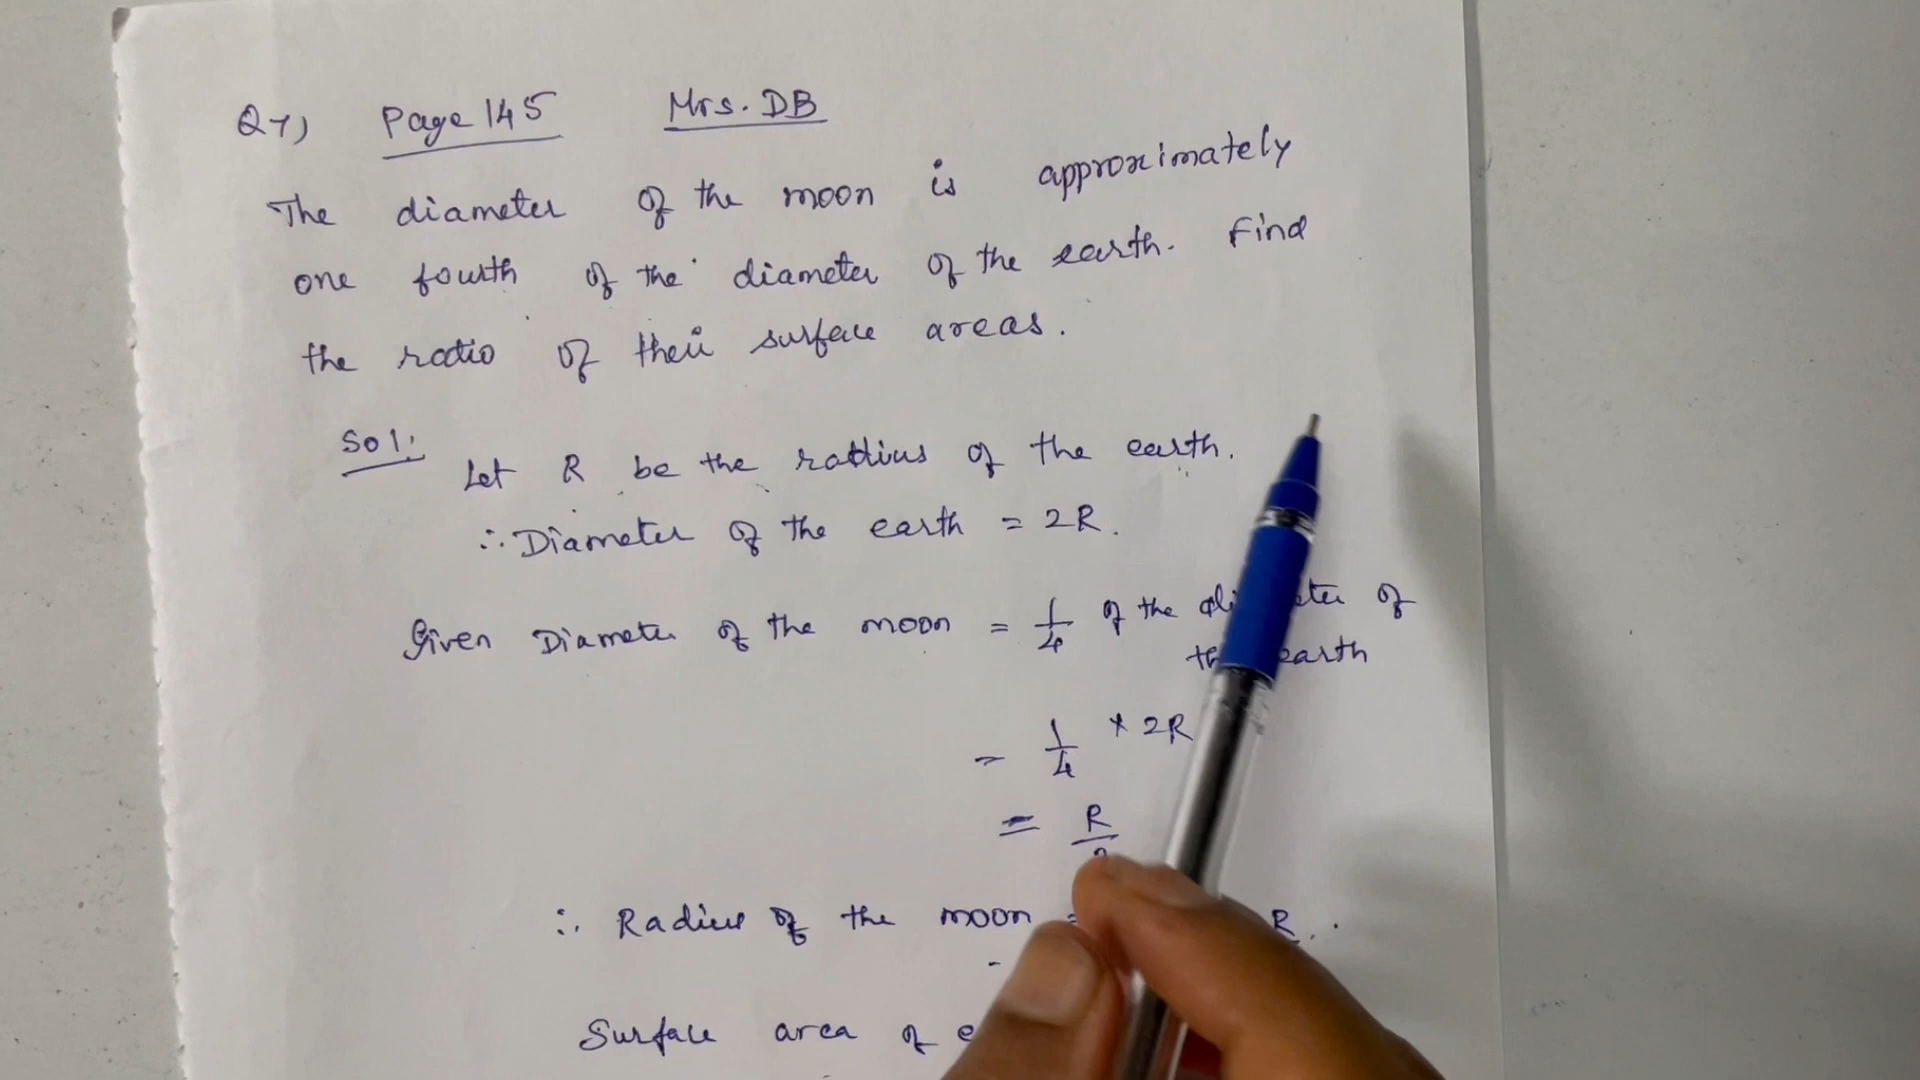 Q7) Page 145 Mrs. DB
The diameter of the moon is approximately
one fourth of the diameter of the earth. Find
the ratio of their surface areas.
Sol:
Let R be the radius of the earth.
∴ Diameter of the earth = 2R.
Given Diameter of the moon = 1/4 of the
of earth
= 1/4 × 2R
= R/2
∴ Radius of the moon = R.
Surface area of